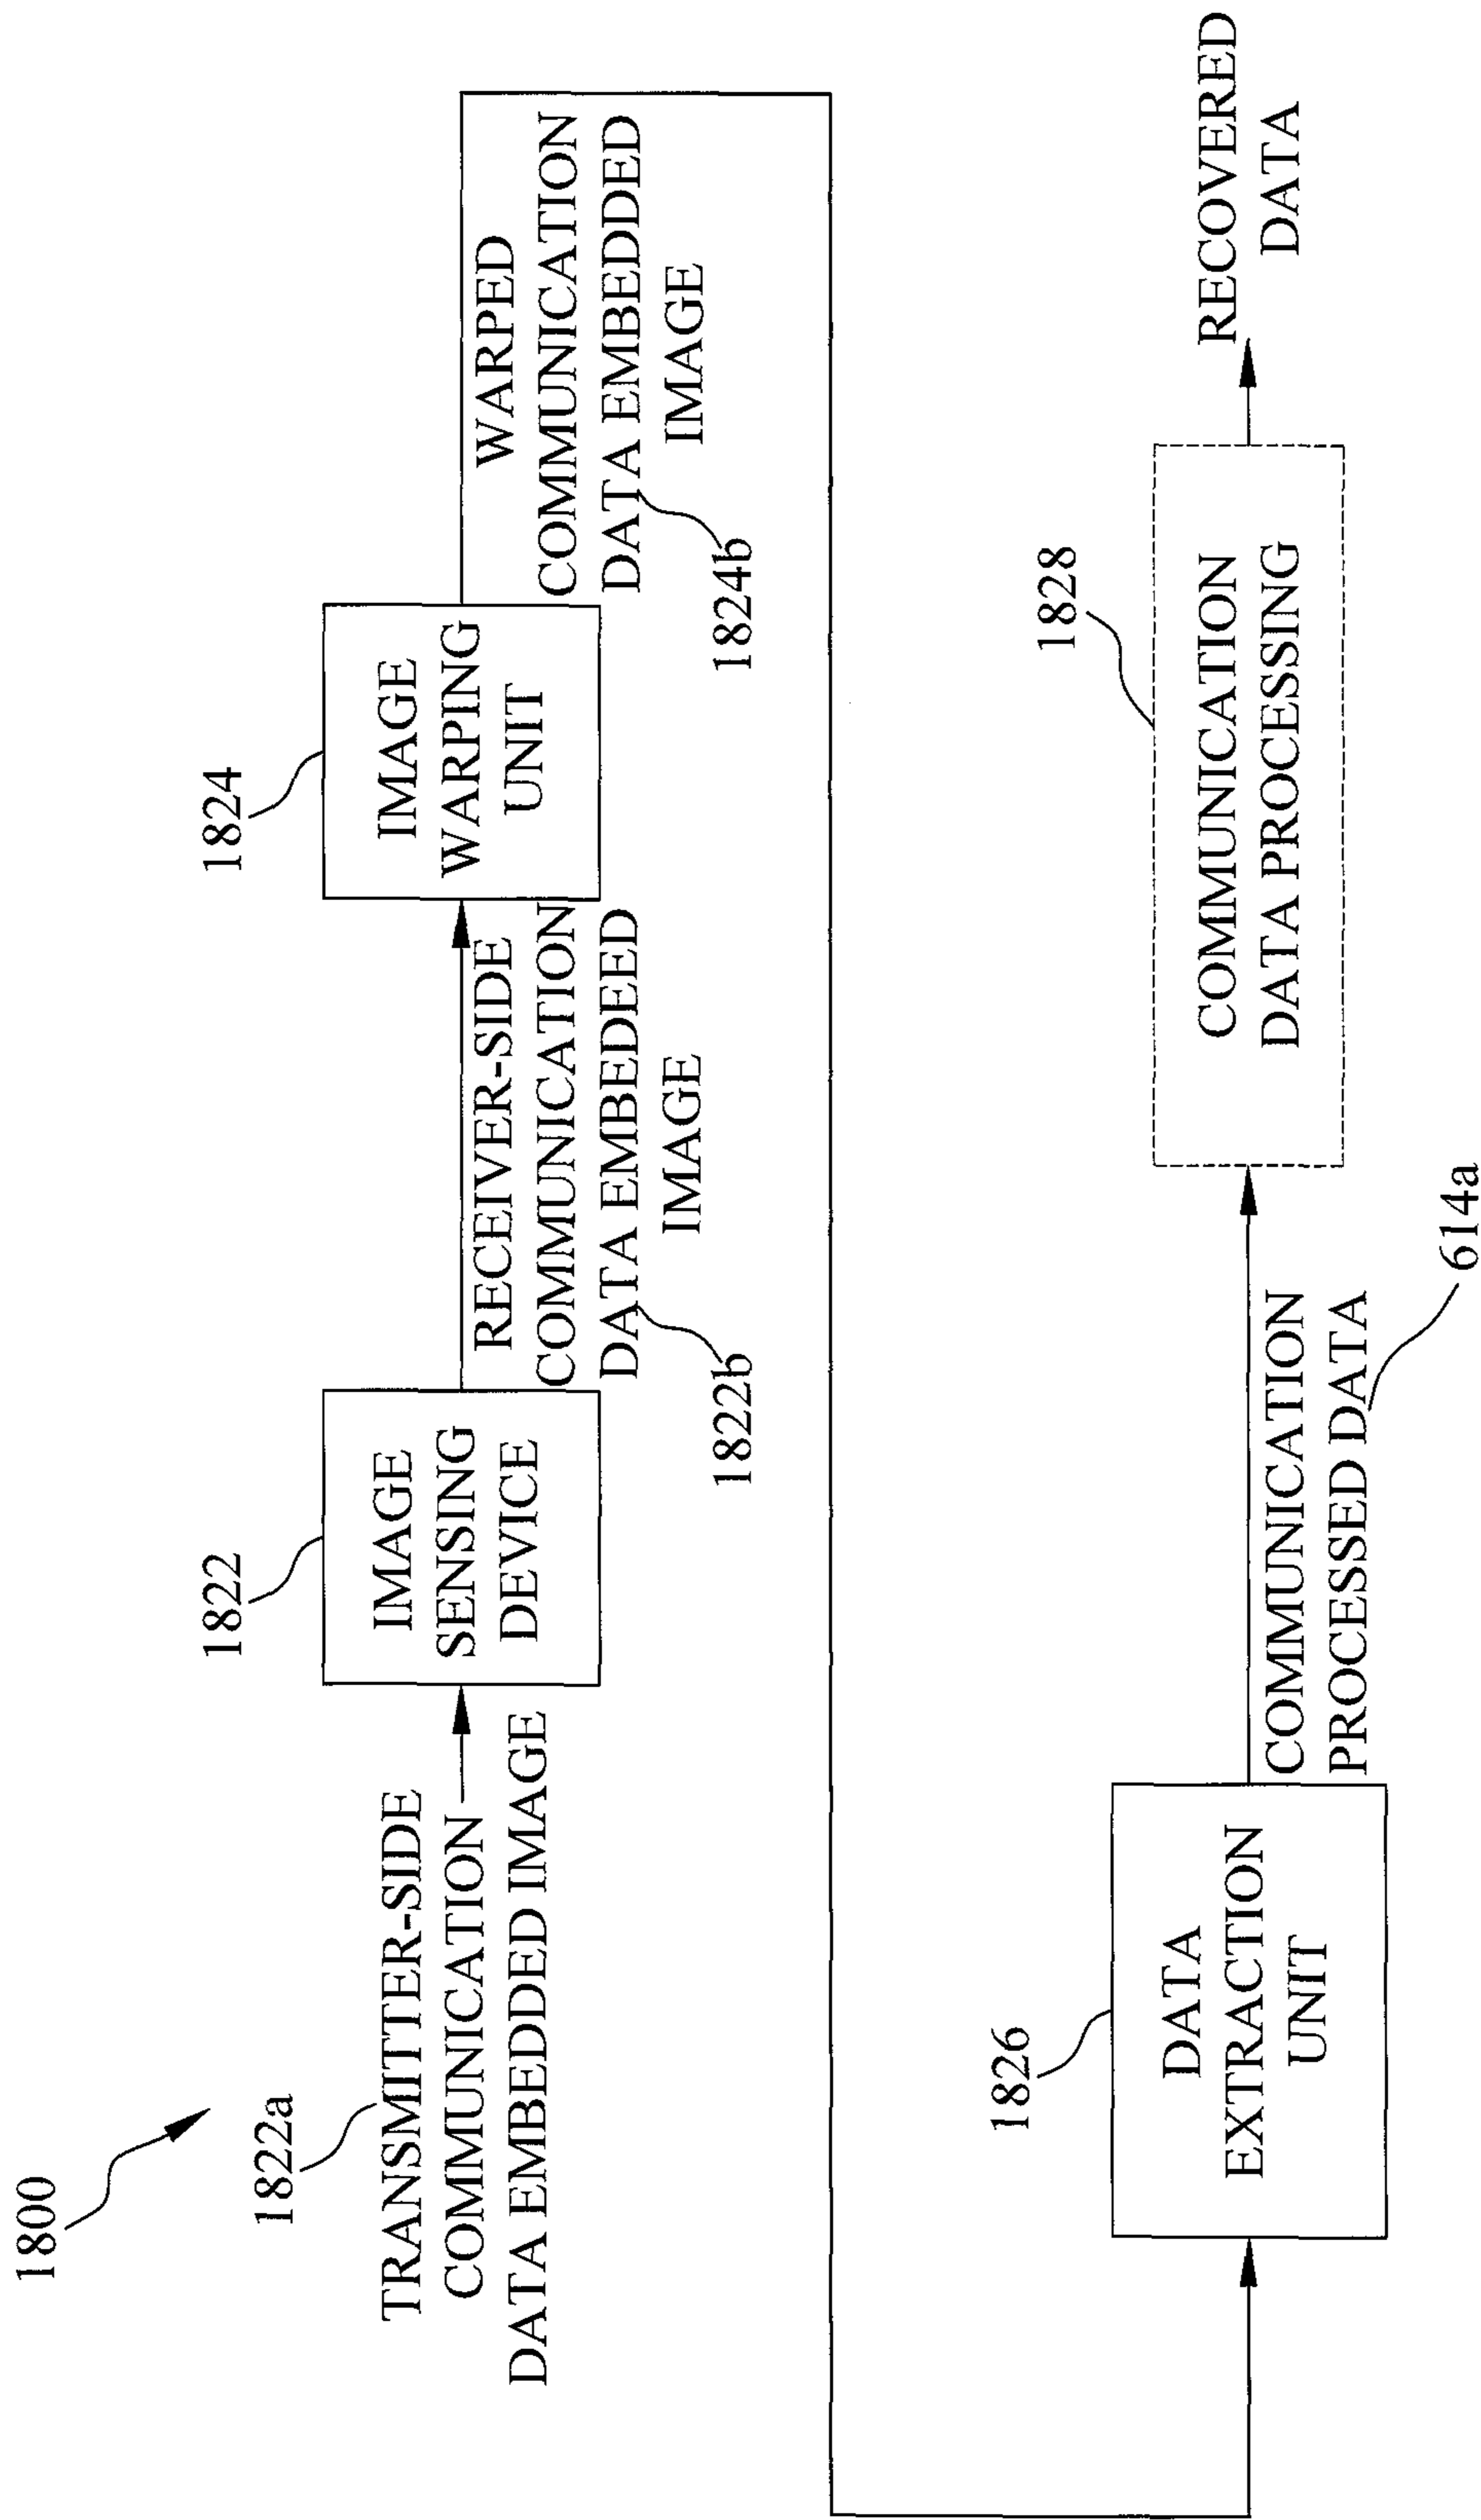 1800
1822a
TRANSMITTER-SIDE
COMMUNICATION
DATA EMBEDDED IMAGE
1822
IMAGE
SENSING
DEVICE
RECEIVER-SIDE
COMMUNICATION
DATA EMBEDEED
IMAGE
1822b
1824
IMAGE
WARPING
UNIT
WARPED
COMMUNICATION
DATA EMBEDDED
IMAGE
1824b
1826
DATA
EXTRACTION
UNIT
COMMUNICATION
PROCESSED DATA
614a
1828
COMMUNICATION
DATA PROCESSING
RECOVERED
DATA